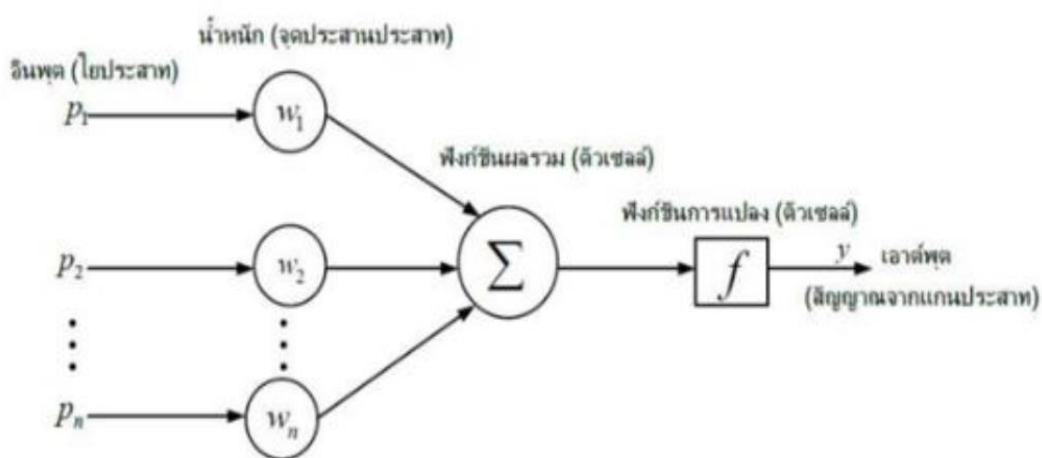 น้ำหนัก (จุดประสานประสาท)
อินพุต (ใยประสาท)
p₁ w₁
ฟังก์ชันผลรวม (ตัวเซลล์)
ฟังก์ชันการแปลง (ตัวเซลล์)
p₂ w₂ Σ f y เอาต์พุต
(สัญญาณจากแกนประสาท)
pₙ wₙ